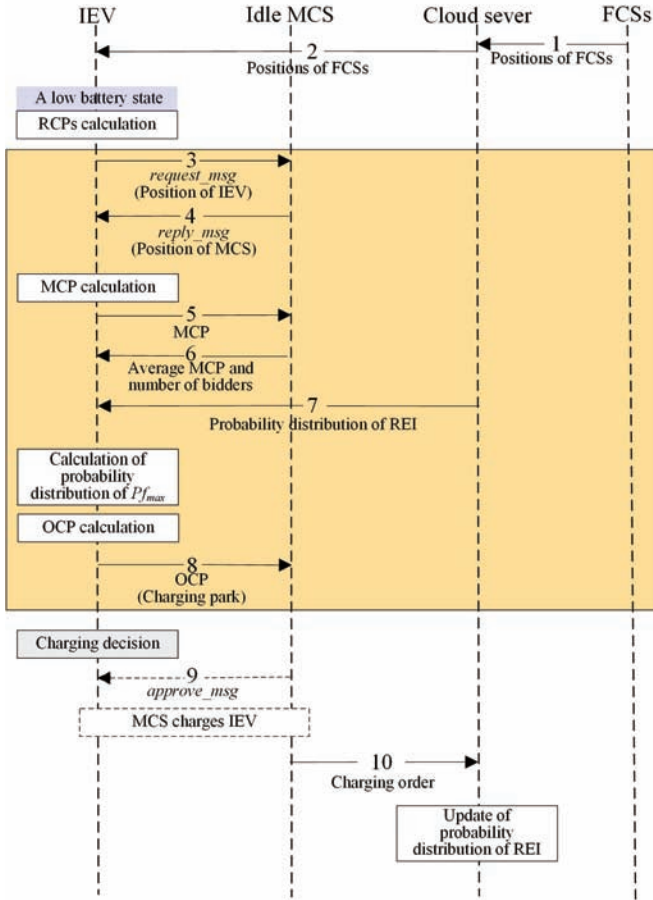 IEV Idle MCS Cloud sever FCSs
2 1
Positions of FCSs Positions of FCSs
A low battery state
RCPs calculation
3
request_msg
(Position of IEV)
4
reply_msg
(Position of MCS)
MCP calculation
5
MCP
6
Average MCP and
number of bidders
7
Probability distribution of REI
Calculation of
probability
distribution of Pfmax
OCP calculation
8
OCP
(Charging park)
Charging decision
9
approve_msg
MCS charges IEV
10
Charging order
Update of
probability
distribution of REI